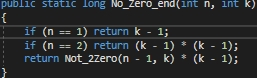 public static long No_Zero_end(int n, int k)
{
if (n == 1) return k - 1;
if (n == 2) return (k - 1) * (k - 1);
return Not_2Zero(n - 1, k) * (k - 1);
}